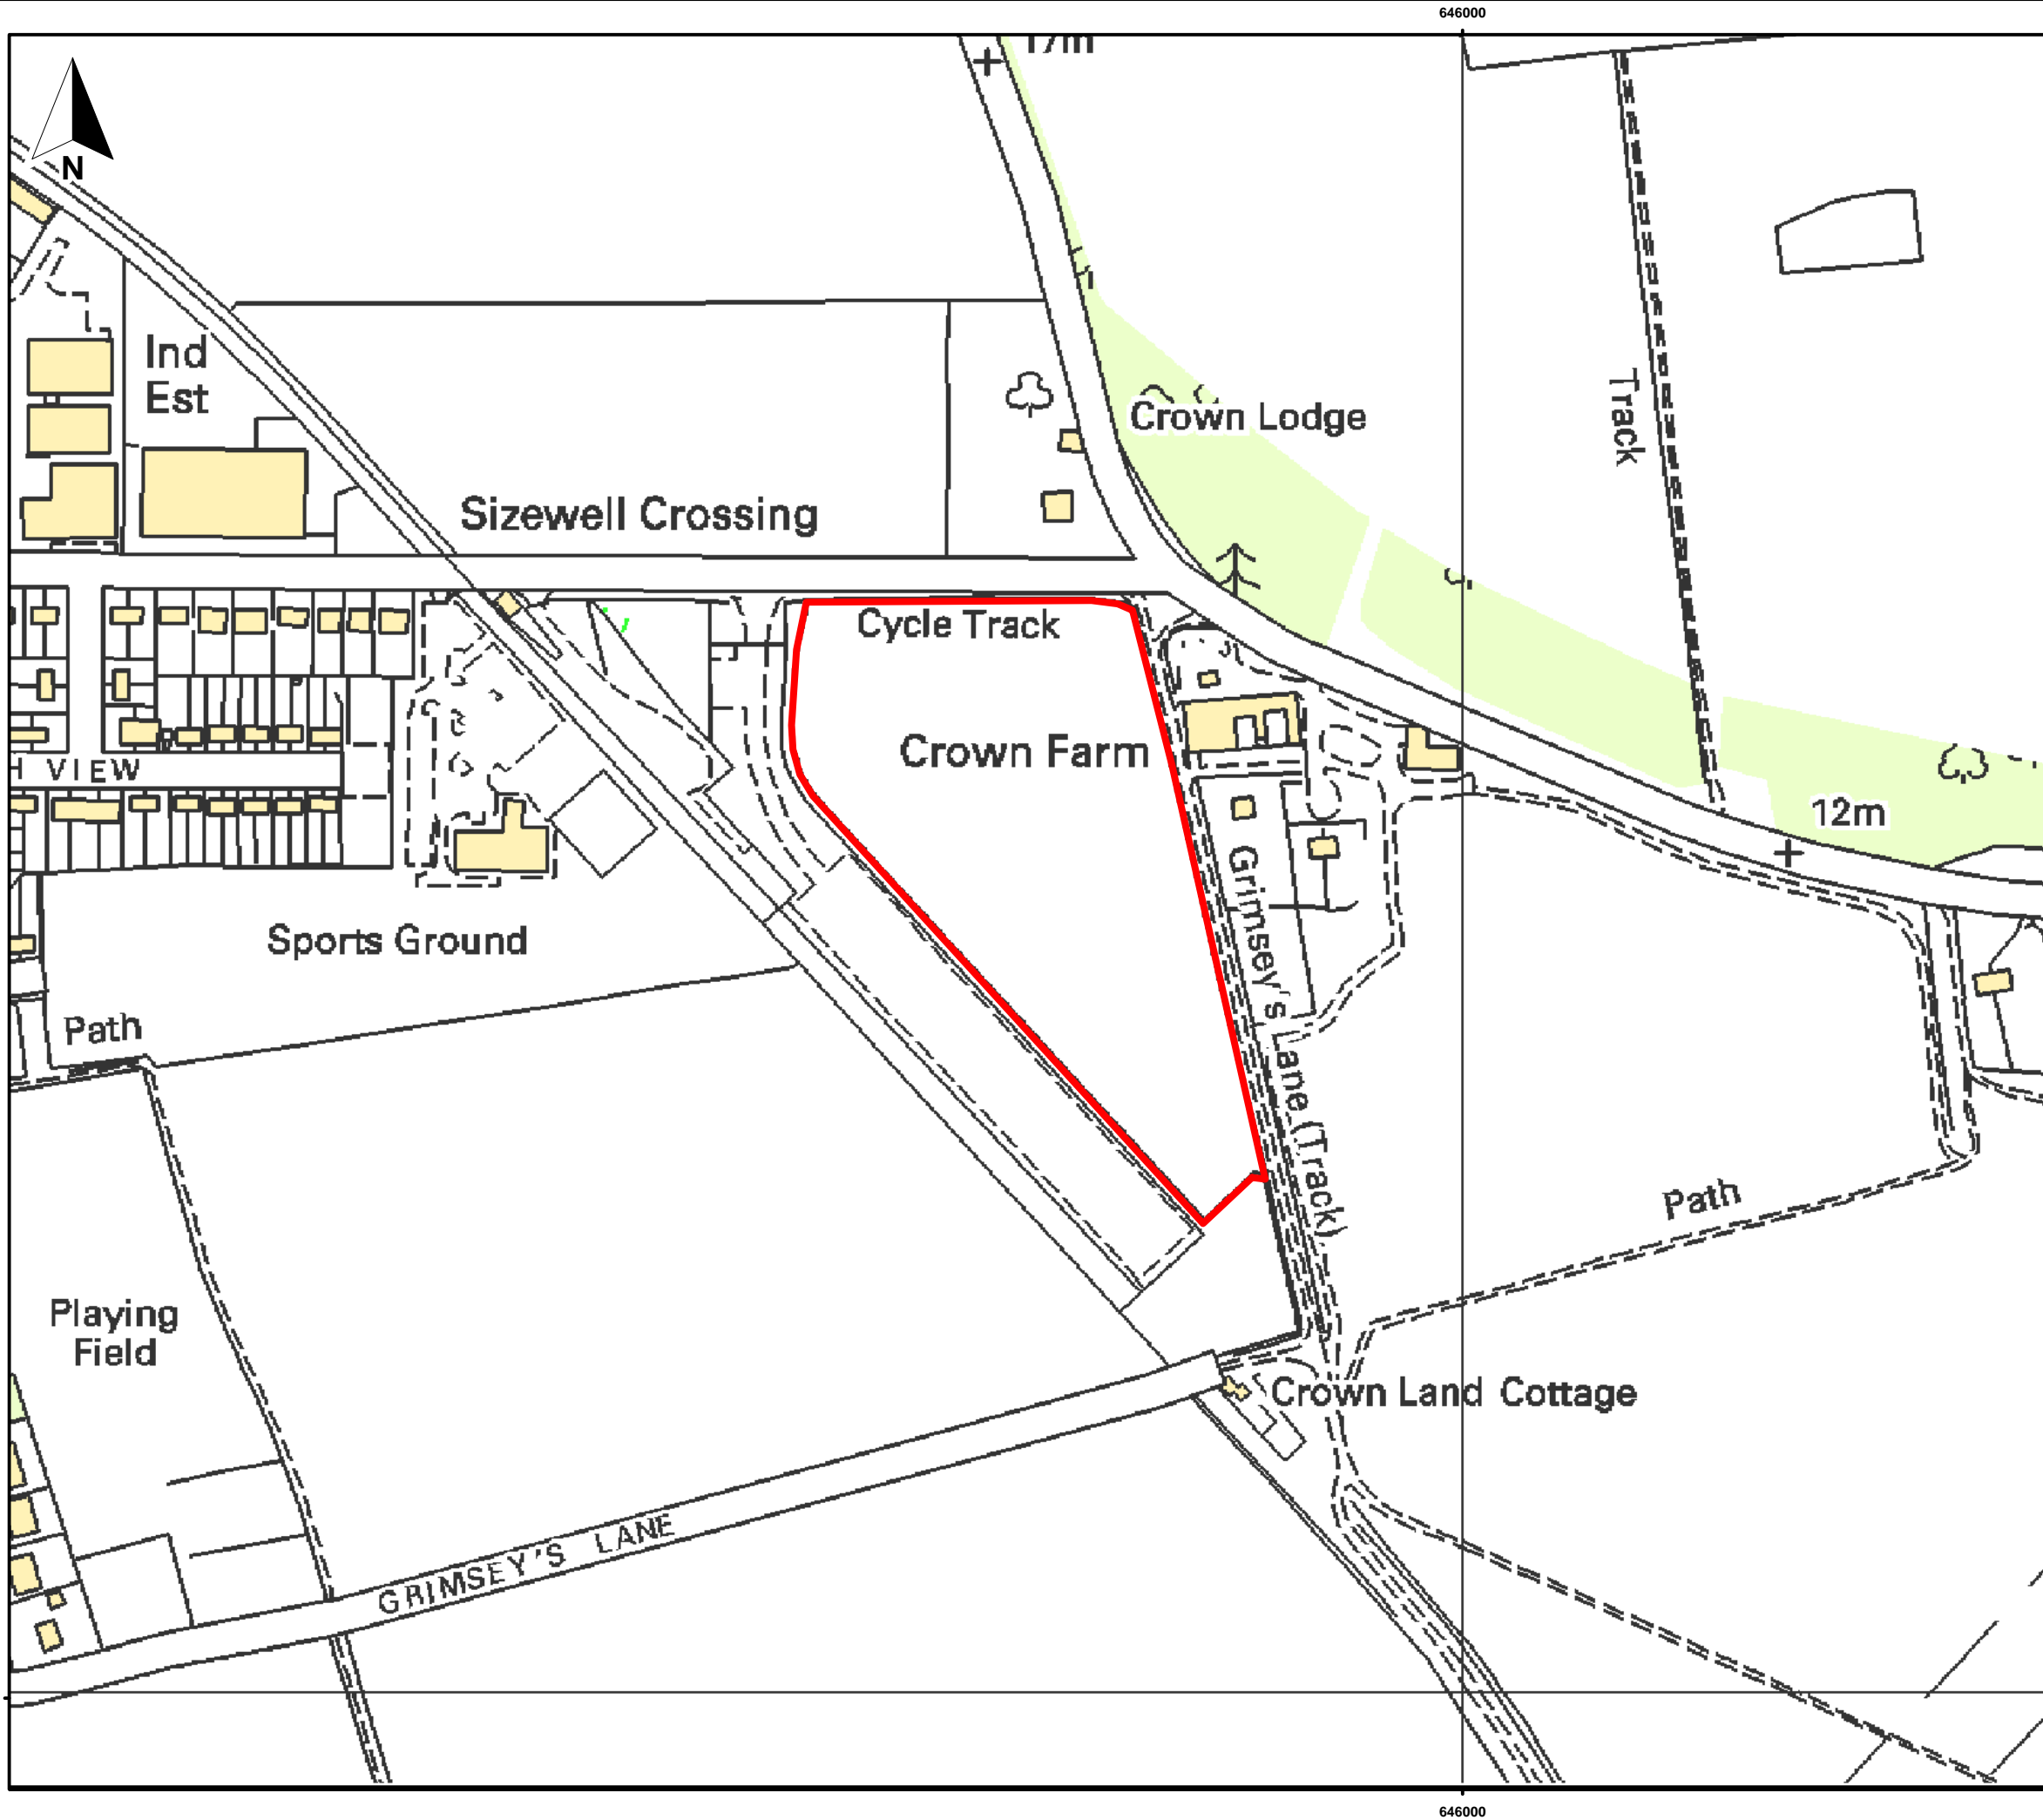 646000
17m
N
Ind
Est
Track
Crown Lodge
Sizewell Crossing
Cycle Track
Crown Farm
VIEW
12m
Grimsey's Lane (Track)
Sports Ground
Path
Path
Playing
Field
Crown Land Cottage
GRIMSEY'S LANE
646000